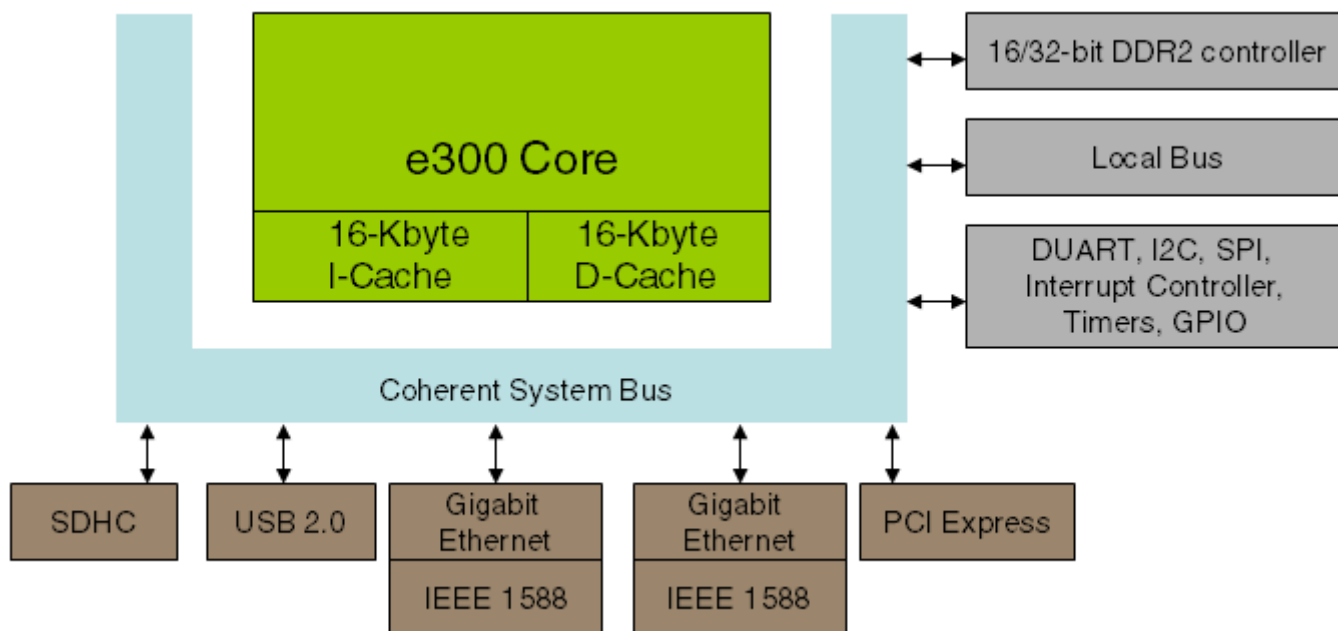 e300 Core
16-Kbyte
I-Cache
16-Kbyte
D-Cache
16/32-bit DDR2 controller
Local Bus
DUART, I2C, SPI,
Interrupt Controller,
Timers, GPIO
Coherent System Bus
SDHC
USB 2.0
Gigabit
Ethernet
IEEE 1588
Gigabit
Ethernet
IEEE 1588
PCI Express